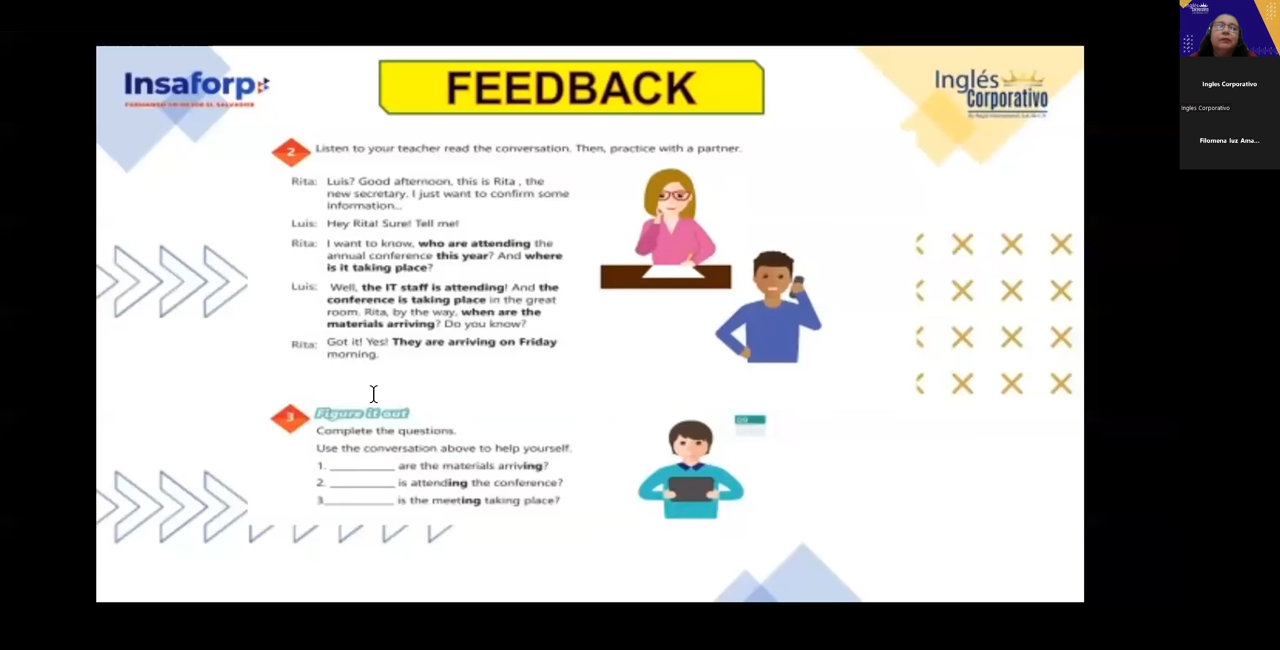 Insaforp
FEEDBACK
Inglés
Corporativo
2
Listen to your teacher read the conversation. Then, practice with a partner.
Rita: Luis? Good afternoon, this is Rita , the
new secretary. I just want to confirm some
information...
Luis: Hey Rita! Sure! Tell me!
Rita: I want to know, who are attending the
annual conference this year? And where
is it taking place?
Luis: Well, the IT staff is attending! And the
conference is taking place in the great
room. Rita, by the way, when are the
materials arriving? Do you know?
Rita: Got it! Yes! They are arriving on Friday
morning.
3
Figure it out
Complete the questions.
Use the conversation above to help yourself.
1. __________ are the materials arriving?
2. __________ is attending the conference?
3.__________ is the meeting taking place?
Ingles Corporativo
Ingles Corporativo
Filomena luz Ama...